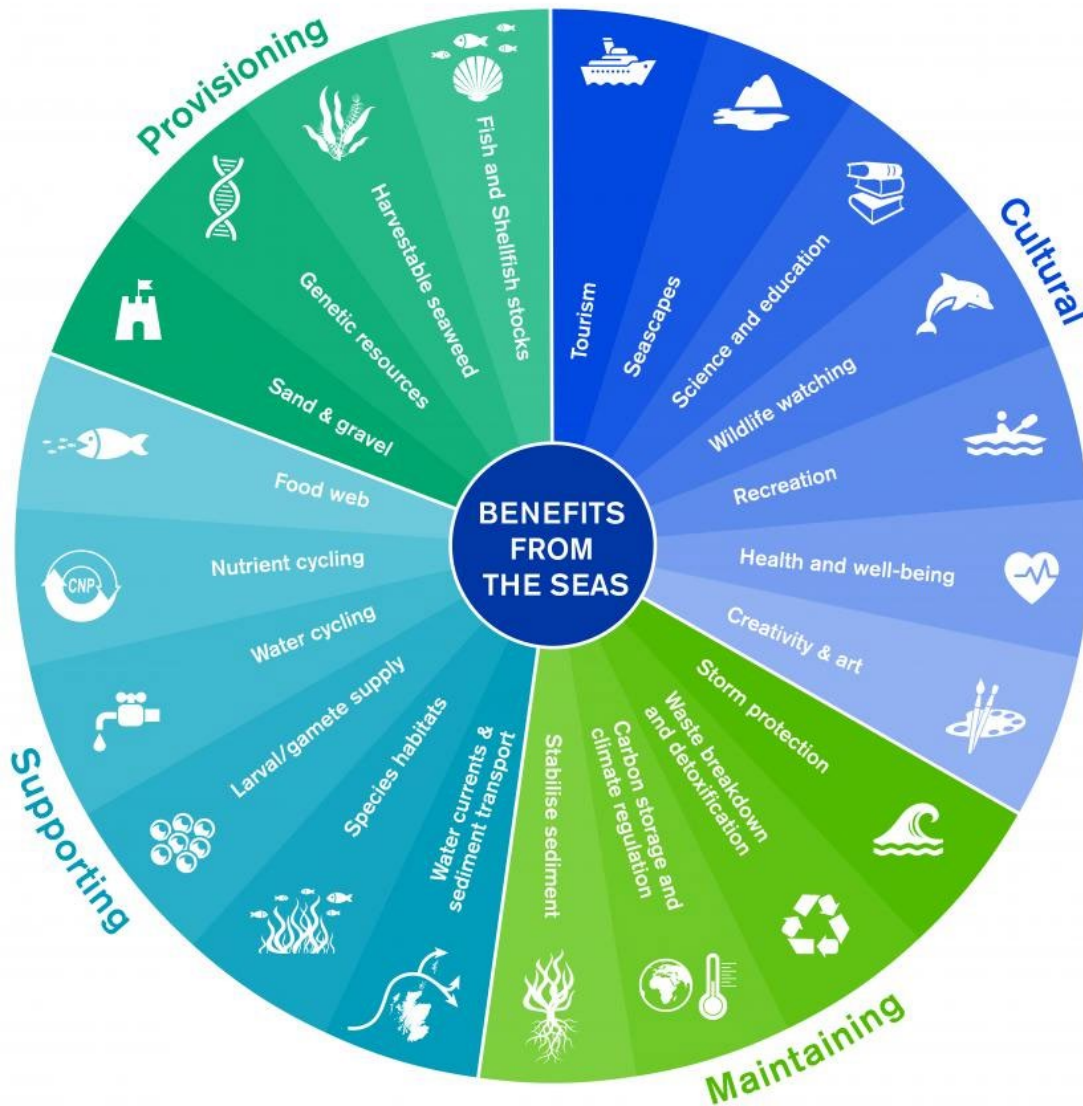 Provisioning
Fish and Shellfish stocks
Harvestable seaweed
Genetic resources
Sand & gravel
Cultural
Tourism
Seascapes
Science and education
Wildlife watching
Recreation
Health and well-being
Creativity & art
BENEFITS
FROM
THE SEAS
Maintaining
Storm protection
Waste breakdown
and detoxification
Carbon storage and
climate regulation
Stabilise sediment
Supporting
Water currents &
sediment transport
Species habitats
Larval/gamete supply
Water cycling
Nutrient cycling
CNP
Food web